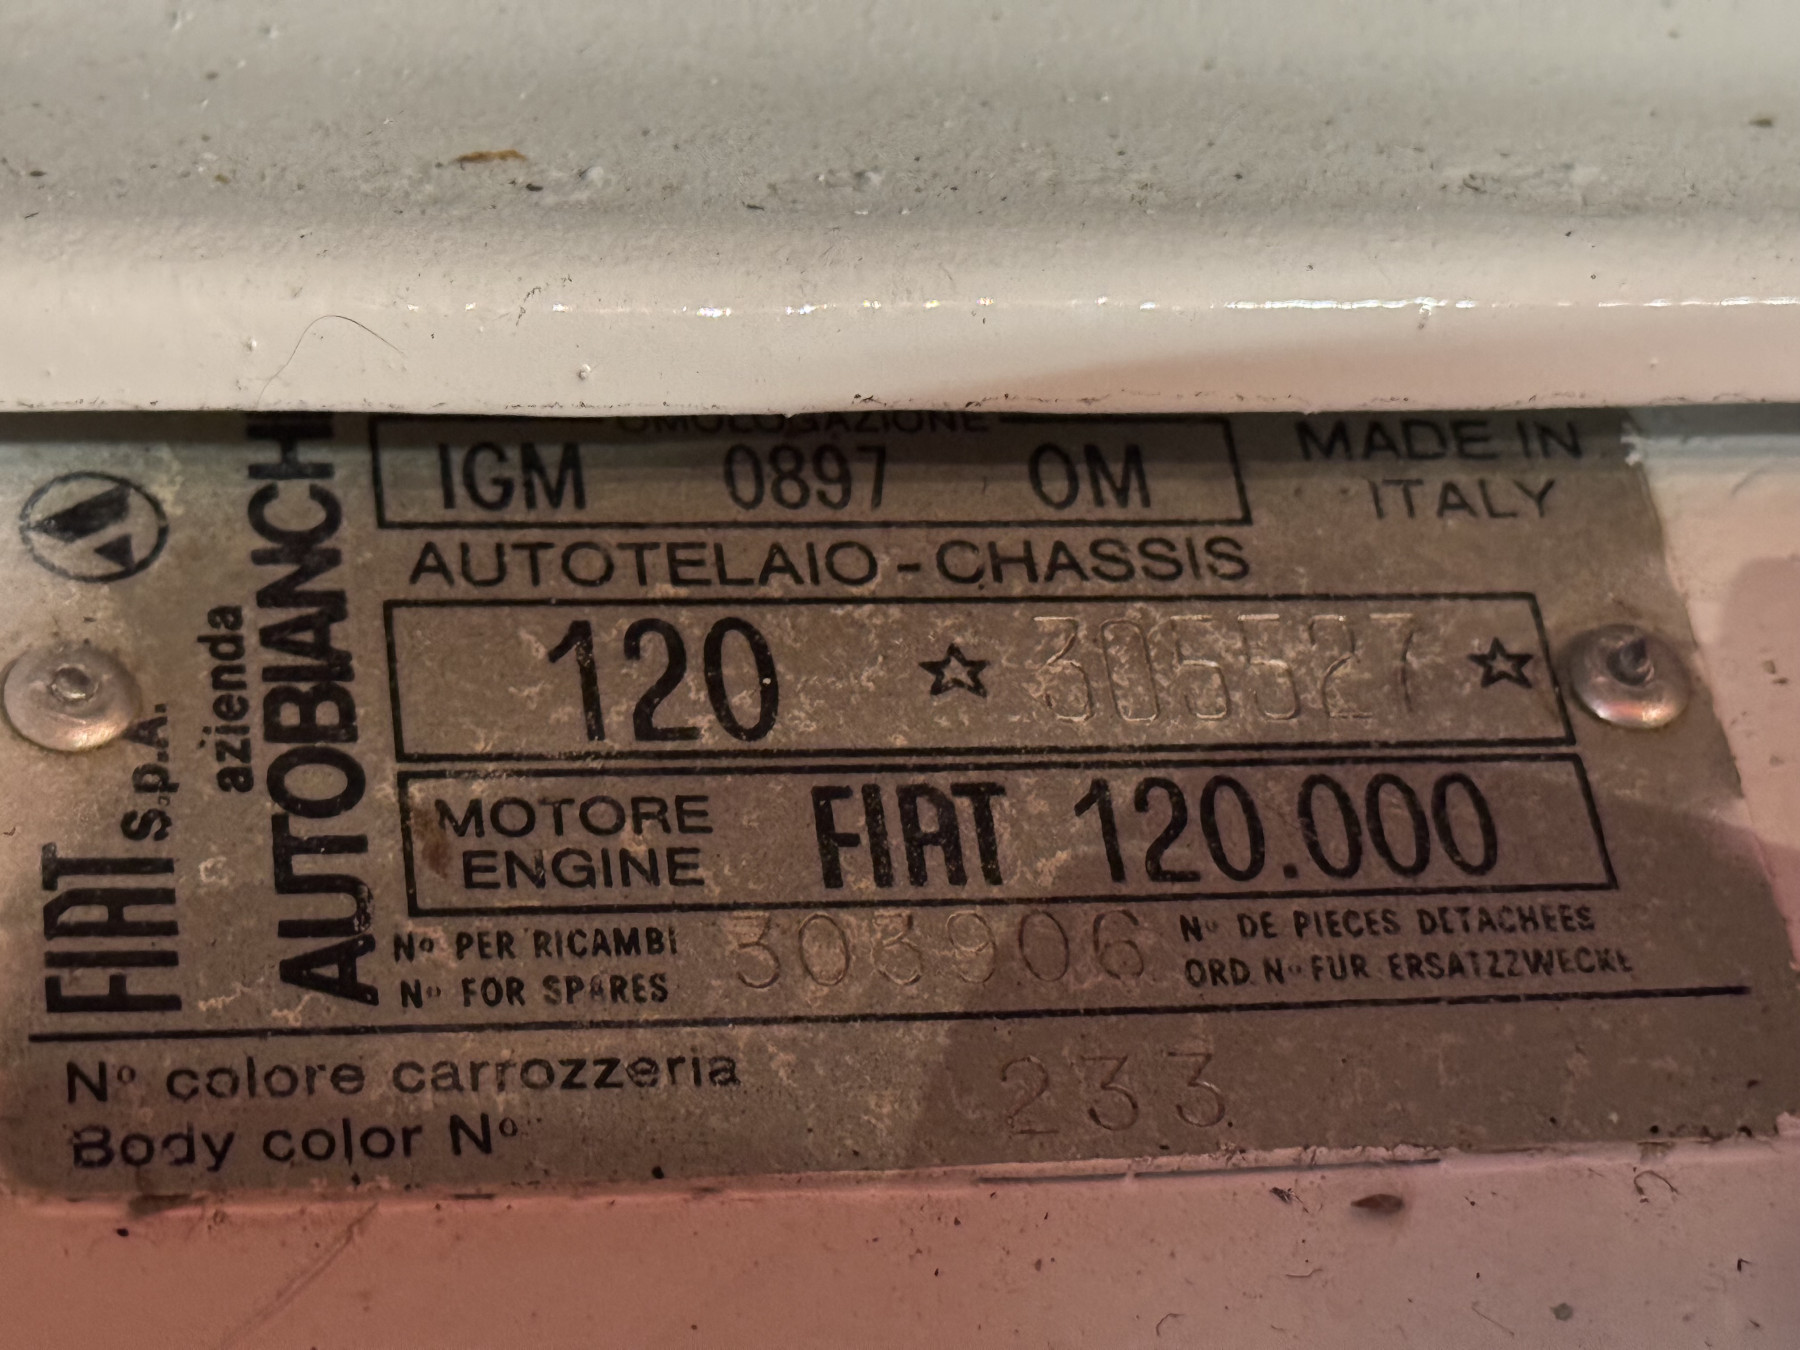 FIAT S.p.A.
azienda
AUTOBIANCHI
OMOLOGAZIONE
IGM 0897 OM
MADE IN
ITALY
AUTOTELAIO - CHASSIS
120 ☆ 305527 ☆
MOTORE
ENGINE
FIAT 120.000
Nº PER RICAMBI
Nº FOR SPARES
303906
Nº DE PIECES DETACHEES
ORD. Nº FUR ERSATZZWECKE
Nº colore carrozzeria
Body color Nº
233